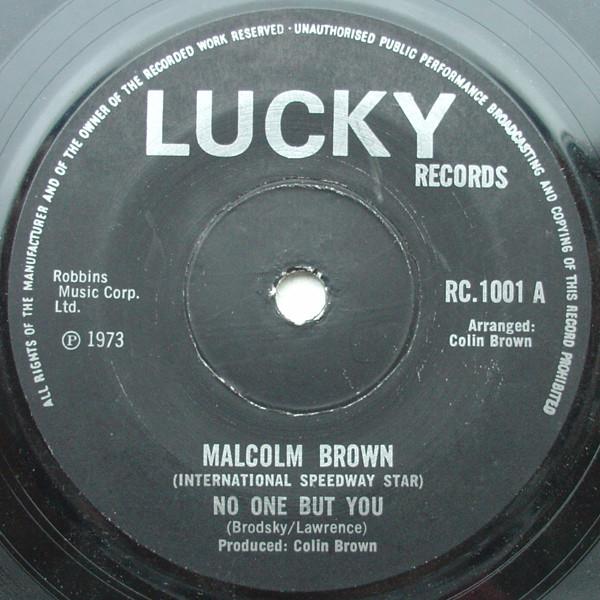 ALL RIGHTS OF THE MANUFACTURER AND OF THE OWNER OF THE RECORDED WORK RESERVED · UNAUTHORISED PUBLIC PERFORMANCE BROADCASTING AND COPYING OF THIS RECORD PROHIBITED
LUCKY
RECORDS
Robbins
Music Corp.
Ltd.
Ⓟ 1973
RC.1001 A
Arranged:
Colin Brown
MALCOLM BROWN
(INTERNATIONAL SPEEDWAY STAR)
NO ONE BUT YOU
(Brodsky/Lawrence)
Produced: Colin Brown